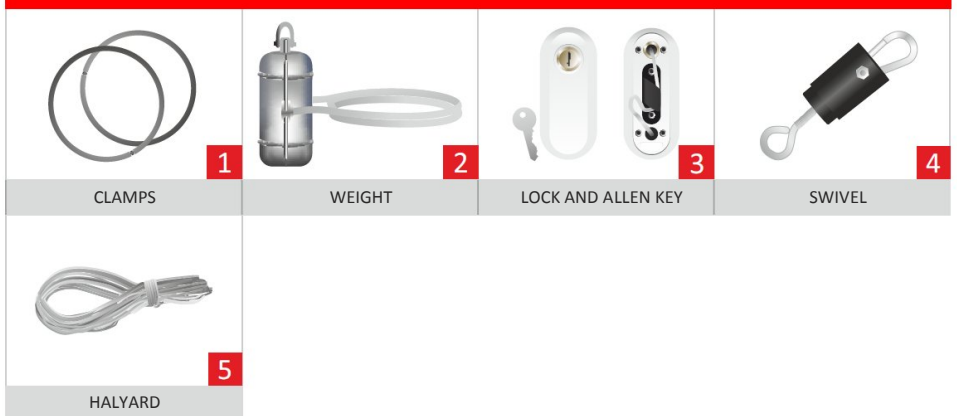 1
CLAMPS
2
WEIGHT
3
LOCK AND ALLEN KEY
4
SWIVEL
5
HALYARD